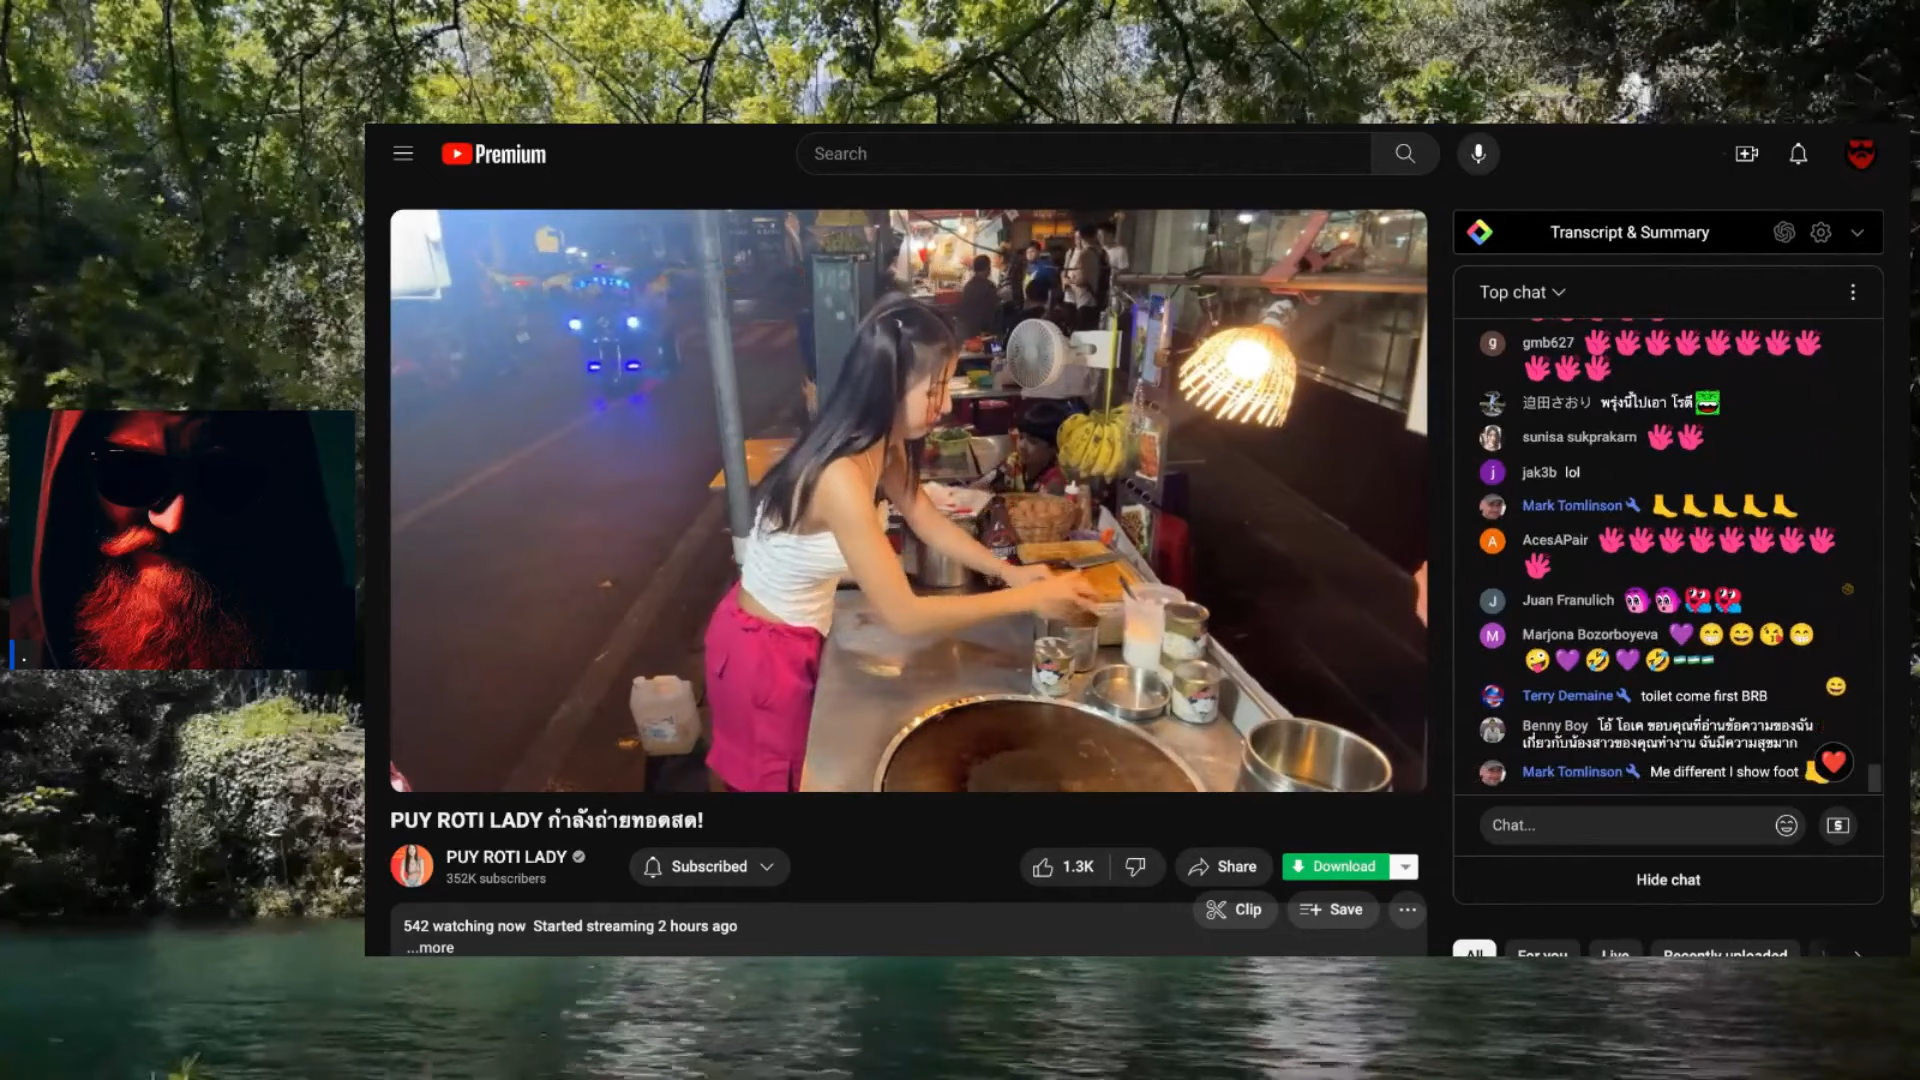 Premium
Search
Transcript & Summary
Top chat
gmb627
迫田さおり พรุ่งนี้ไปเอา โรตี
sunisa sukprakarn
j
jak3b lol
Mark Tomlinson
A
AcesAPair
J
Juan Franulich
M
Marjona Bozorboyeva
Terry Demaine toilet come first BRB
Benny Boy โอ้ โอเค ขอบคุณที่อ่านข้อความของฉัน
เกี่ยวกับน้องสาวของคุณทำงาน ฉันมีความสุขมาก
Mark Tomlinson Me different I show foot
Chat...
Hide chat
PUY ROTI LADY กำลังถ่ายทอดสด!
PUY ROTI LADY
352K subscribers
Subscribed
1.3K
Share
Download
Clip
Save
542 watching now Started streaming 2 hours ago
...more
All
For you
Live
Recently uploaded